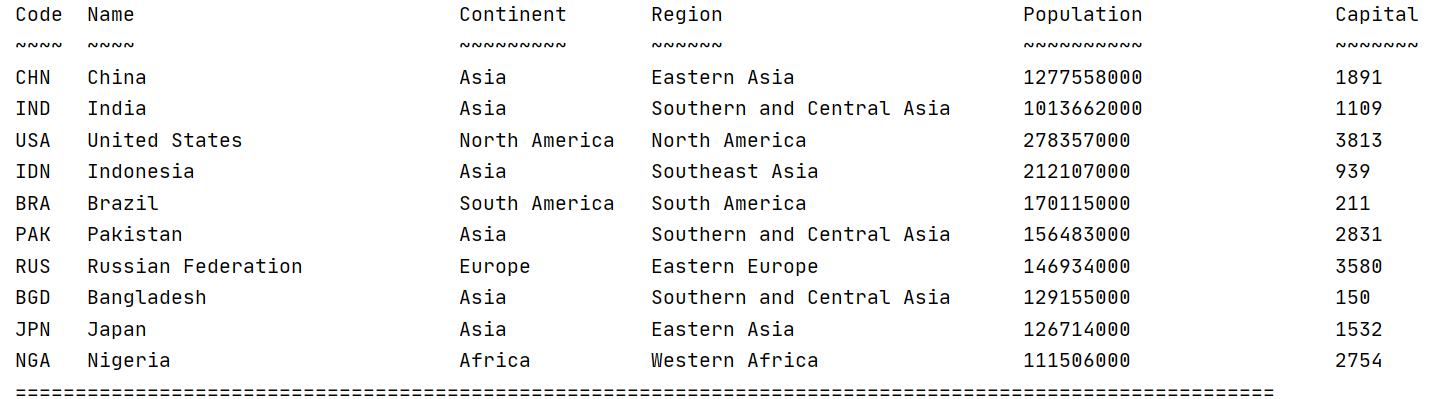 Code  Name                           Continent       Region                         Population                Capital
~~~~  ~~~~                           ~~~~~~~~~       ~~~~~~                         ~~~~~~~~~~                ~~~~~~~
CHN   China                          Asia            Eastern Asia                   1277558000                1891
IND   India                          Asia            Southern and Central Asia      1013662000                1109
USA   United States                  North America   North America                  278357000                 3813
IDN   Indonesia                      Asia            Southeast Asia                 212107000                 939
BRA   Brazil                         South America   South America                  170115000                 211
PAK   Pakistan                       Asia            Southern and Central Asia      156483000                 2831
RUS   Russian Federation             Europe          Eastern Europe                 146934000                 3580
BGD   Bangladesh                     Asia            Southern and Central Asia      129155000                 150
JPN   Japan                          Asia            Eastern Asia                   126714000                 1532
NGA   Nigeria                        Africa          Western Africa                 111506000                 2754
=========================================================================================================